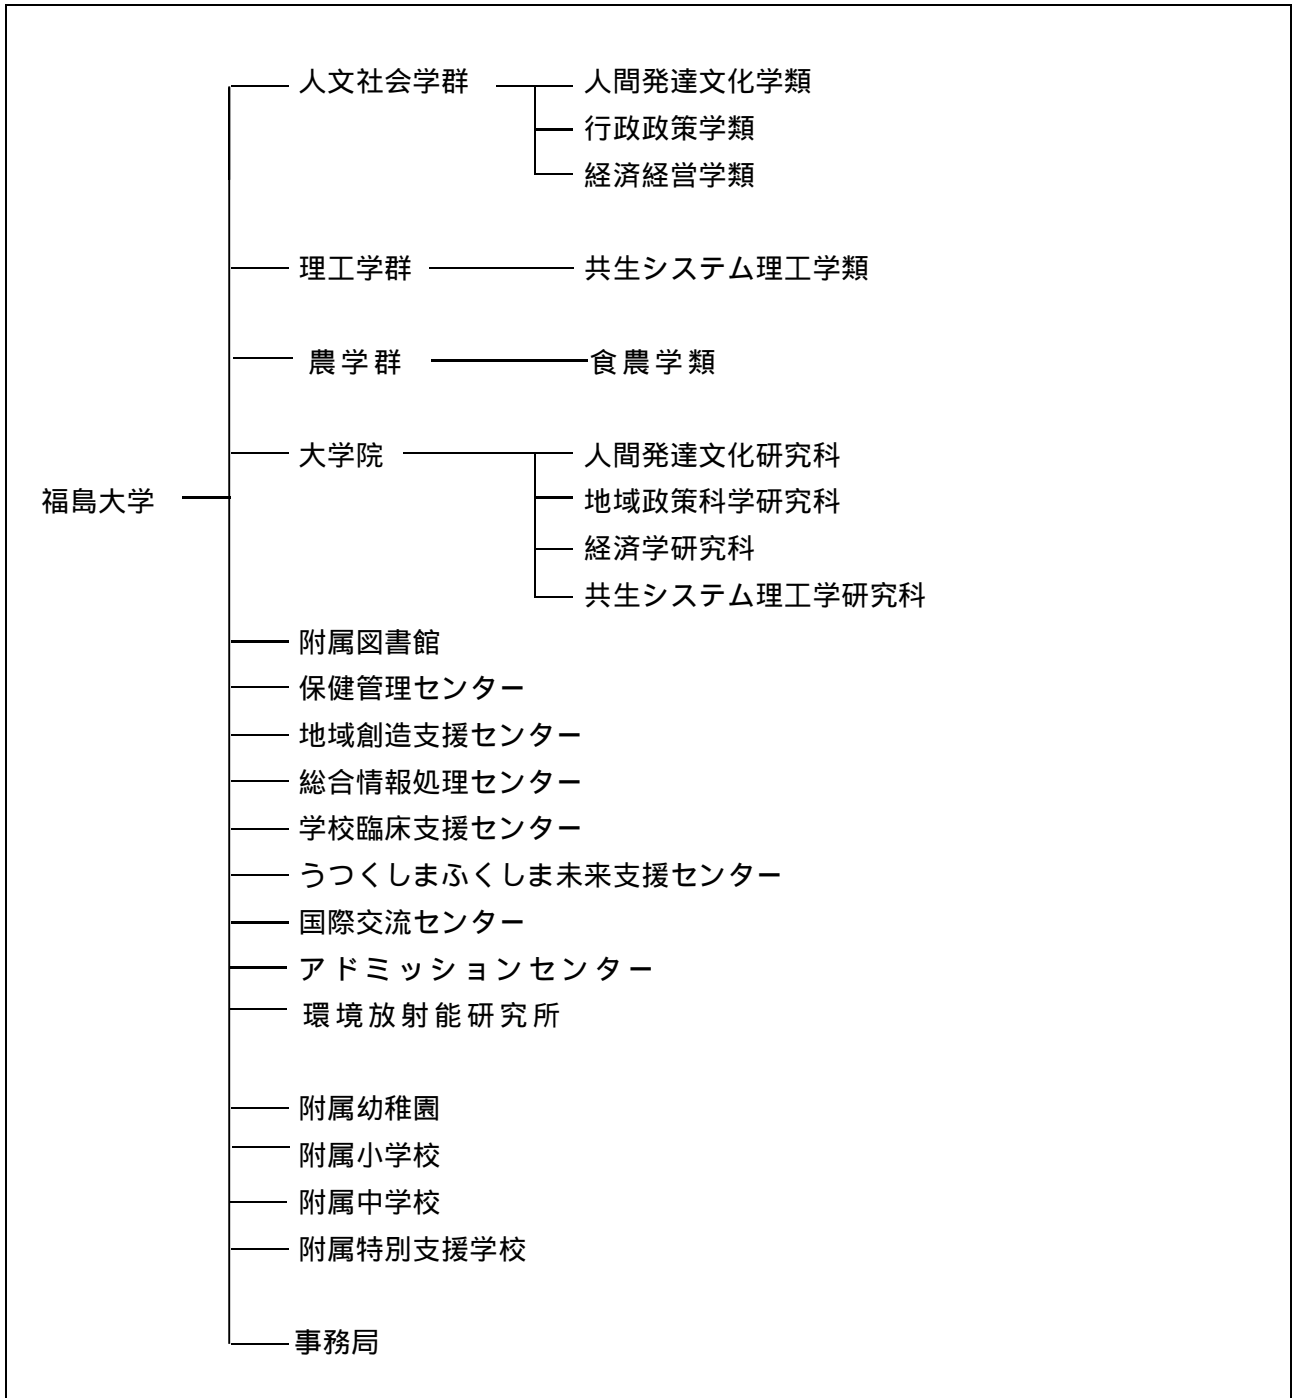 人文社会学群 人間発達文化学類
行政政策学類
経済経営学類
理工学群 共生システム理工学類
農学群 食農学類
大学院 人間発達文化研究科
福島大学 地域政策科学研究科
経済学研究科
共生システム理工学研究科
附属図書館
保健管理センター
地域創造支援センター
総合情報処理センター
学校臨床支援センター
うつくしまふくしま未来支援センター
国際交流センター
アドミッションセンター
環境放射能研究所
附属幼稚園
附属小学校
附属中学校
附属特別支援学校
事務局